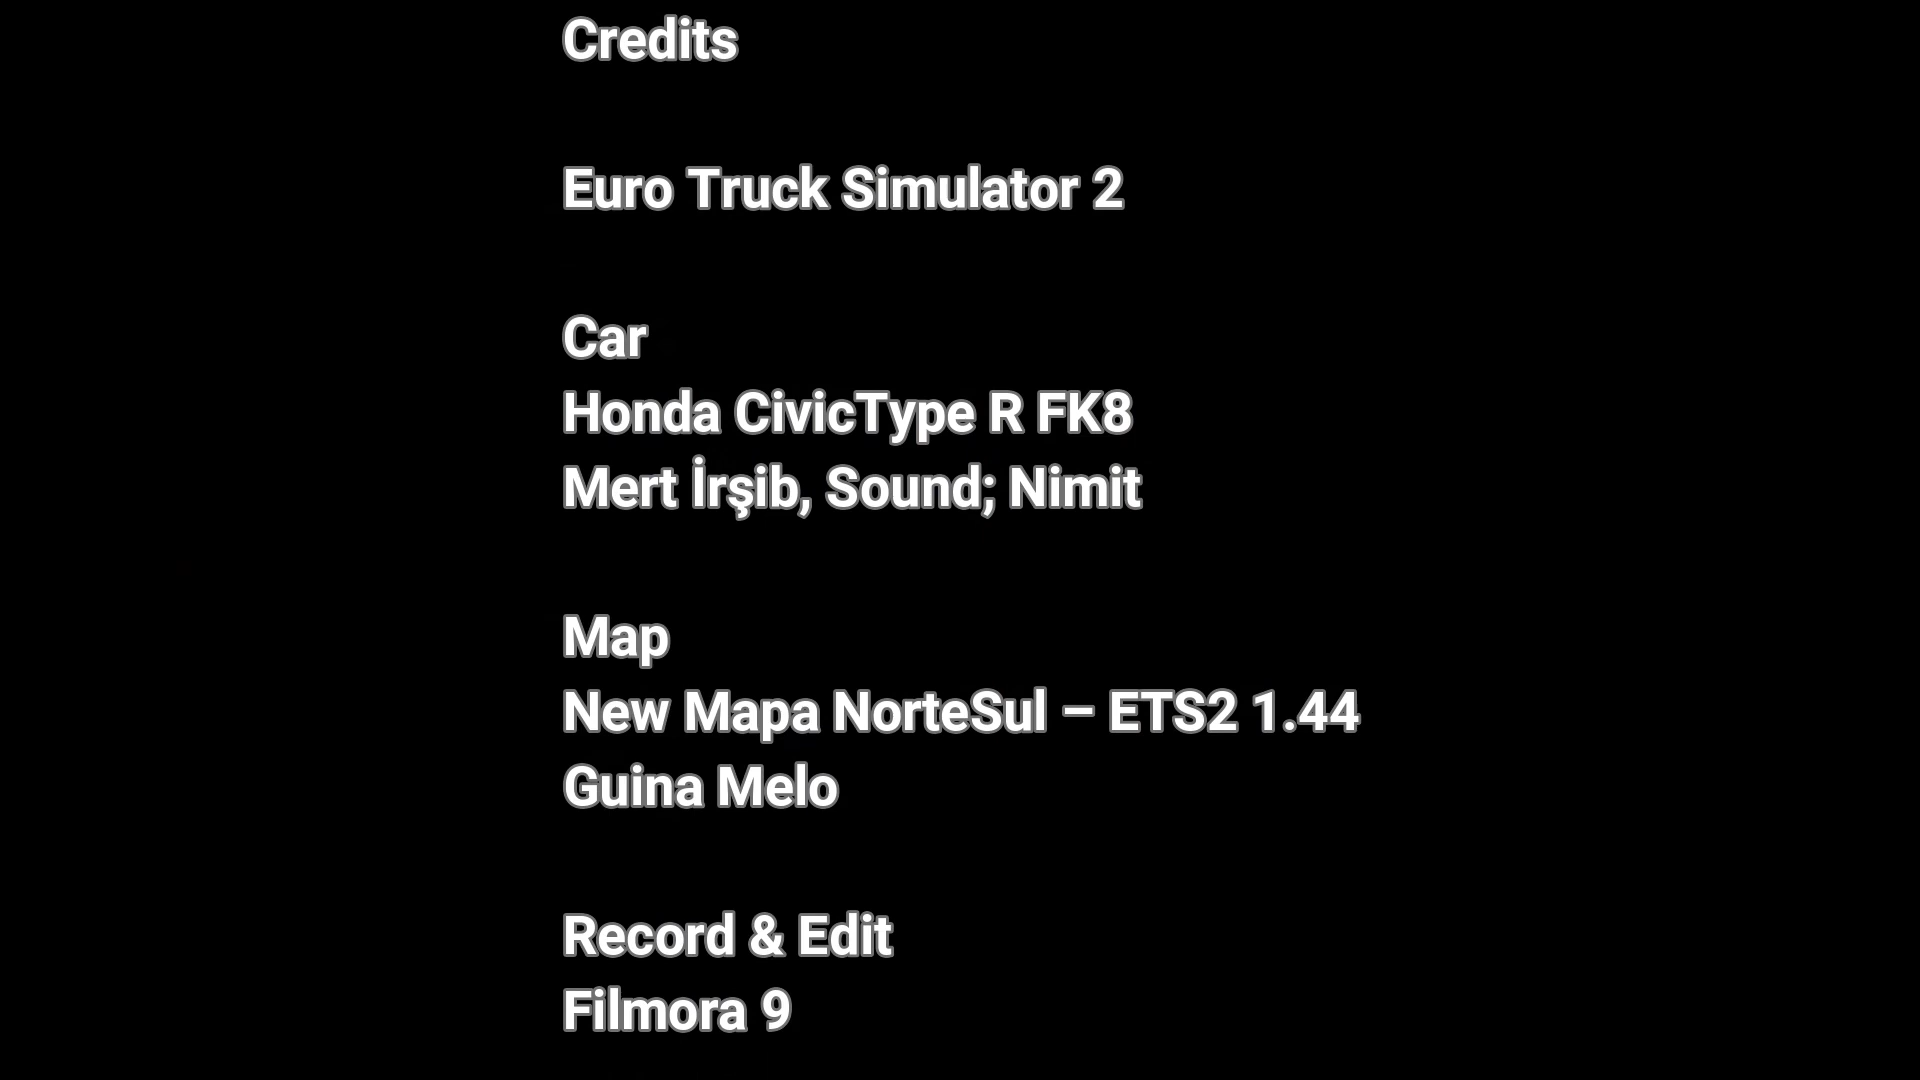 Credits
Euro Truck Simulator 2
Car
Honda CivicType R FK8
Mert İrşib, Sound; Nimit
Map
New Mapa NorteSul – ETS2 1.44
Guina Melo
Record & Edit
Filmora 9